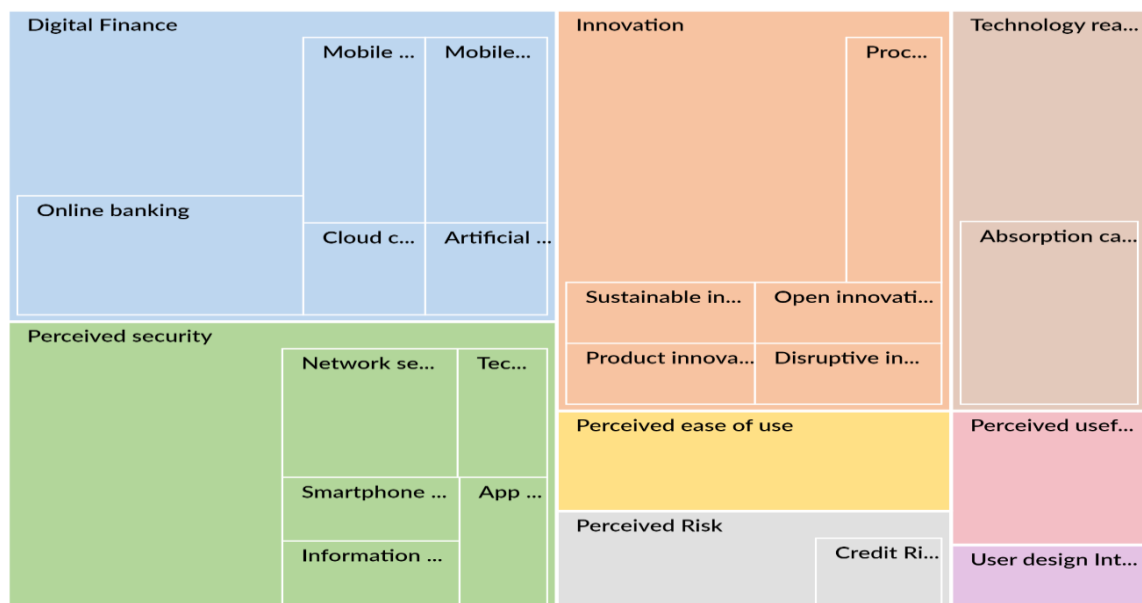 Digital Finance
Mobile ...
Mobile...
Online banking
Cloud c...
Artificial ...
Perceived security
Network se...
Tec...
Smartphone ...
App ...
Information ...
Innovation
Proc...
Sustainable in...
Open innovati...
Product innova...
Disruptive in...
Technology rea...
Absorption ca...
Perceived ease of use
Perceived usef...
Perceived Risk
Credit Ri...
User design Int...